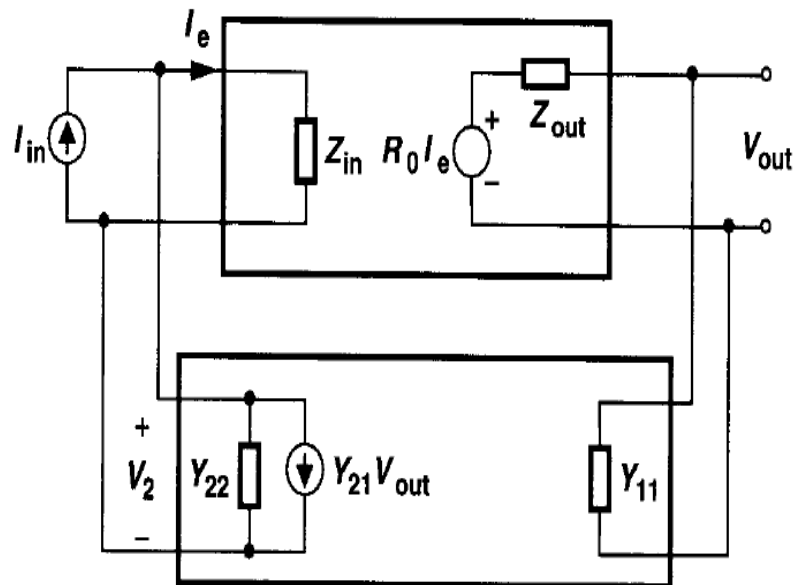 I_e
I_in
Z_in
R_0 I_e
+
−
Z_out
V_out
+
V_2
−
Y_22
Y_21 V_out
Y_11